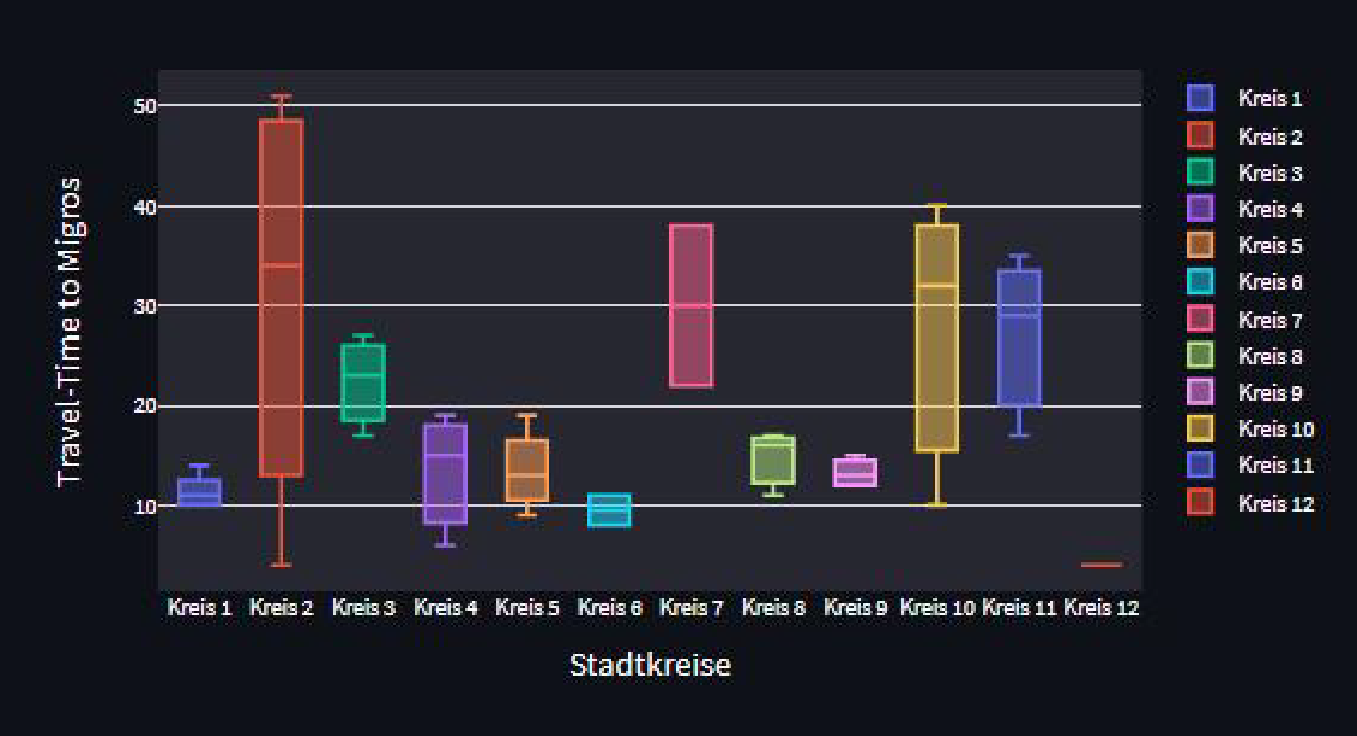 50
40
30
20
10
Travel-Time to Migros
Kreis 1 Kreis 2 Kreis 3 Kreis 4 Kreis 5 Kreis 6 Kreis 7 Kreis 8 Kreis 9 Kreis 10 Kreis 11 Kreis 12
Stadtkreise
Kreis 1
Kreis 2
Kreis 3
Kreis 4
Kreis 5
Kreis 6
Kreis 7
Kreis 8
Kreis 9
Kreis 10
Kreis 11
Kreis 12